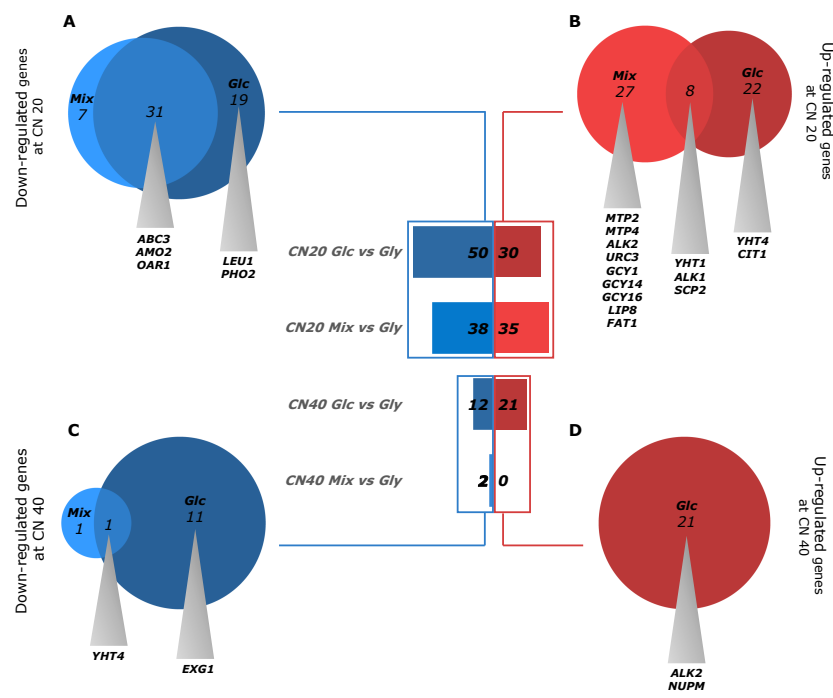 A
Down-regulated genes
at CN 20
Mix
7
31
Glc
19
ABC3
AMO2
OAR1
LEU1
PHO2
B
Up-regulated genes
at CN 20
Mix
27
8
Glc
22
MTP2
MTP4
ALK2
URC3
GCY1
GCY14
GCY16
LIP8
FAT1
YHT1
ALK1
SCP2
YHT4
CIT1
CN20 Glc vs Gly
50
30
CN20 Mix vs Gly
38
35
CN40 Glc vs Gly
12
21
CN40 Mix vs Gly
2
0
C
Down-regulated genes
at CN 40
Mix
1
1
Glc
11
YHT4
EXG1
D
Up-regulated genes
at CN 40
Glc
21
ALK2
NUPM